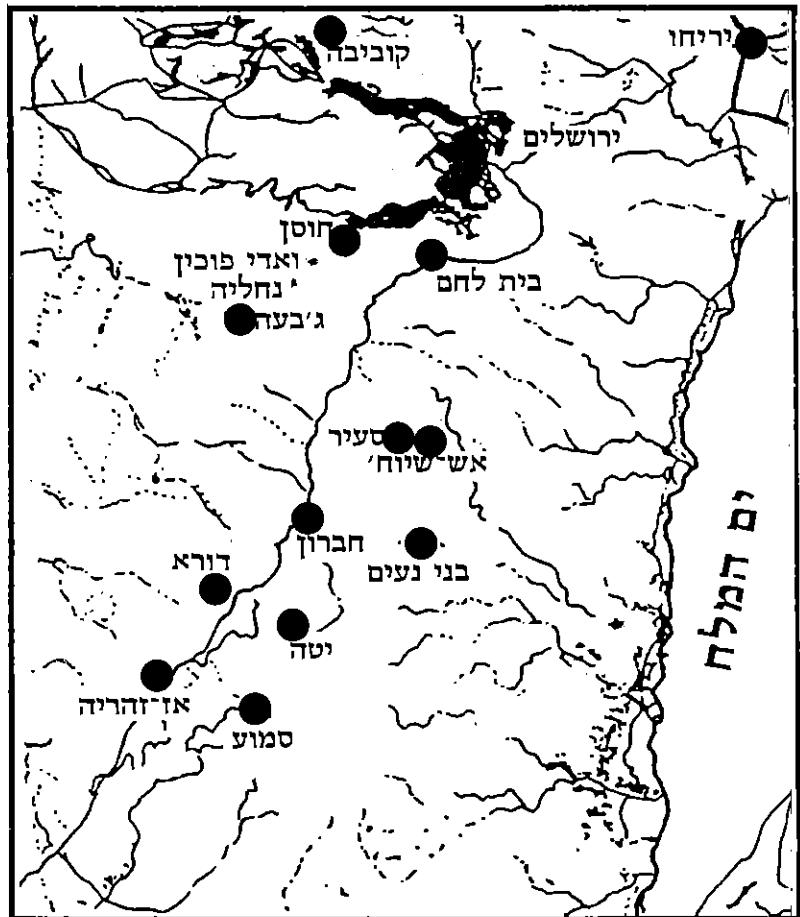 קוביבה
יריחו
ירושלים
חוסן
ואדי פוכין
נחליה
ג׳בעה
בית לחם
סעיר
אש־שיוח׳
חברון
בני נעים
דורא
יטה
אז־זהריה
סמוע
ים המלח